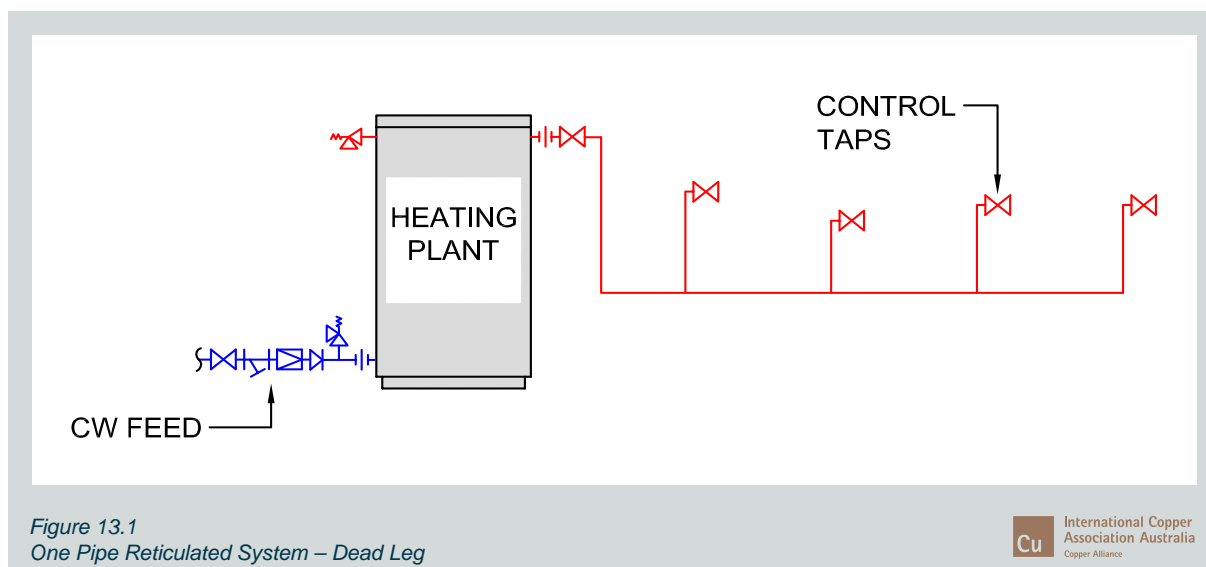 CONTROL
TAPS
HEATING
PLANT
CW FEED
Figure 13.1
One Pipe Reticulated System – Dead Leg
Cu
International Copper
Association Australia
Copper Alliance